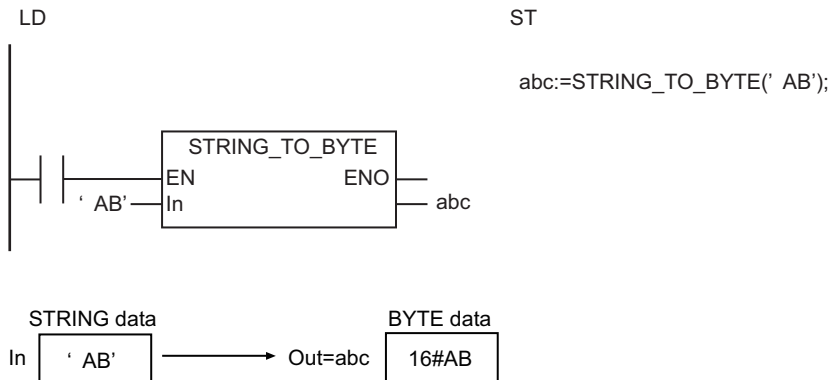 LD
ST
abc:=STRING_TO_BYTE(’ AB’);
STRING_TO_BYTE
EN ENO
‘ AB’ In abc
STRING data BYTE data
In ‘ AB’ Out=abc 16#AB